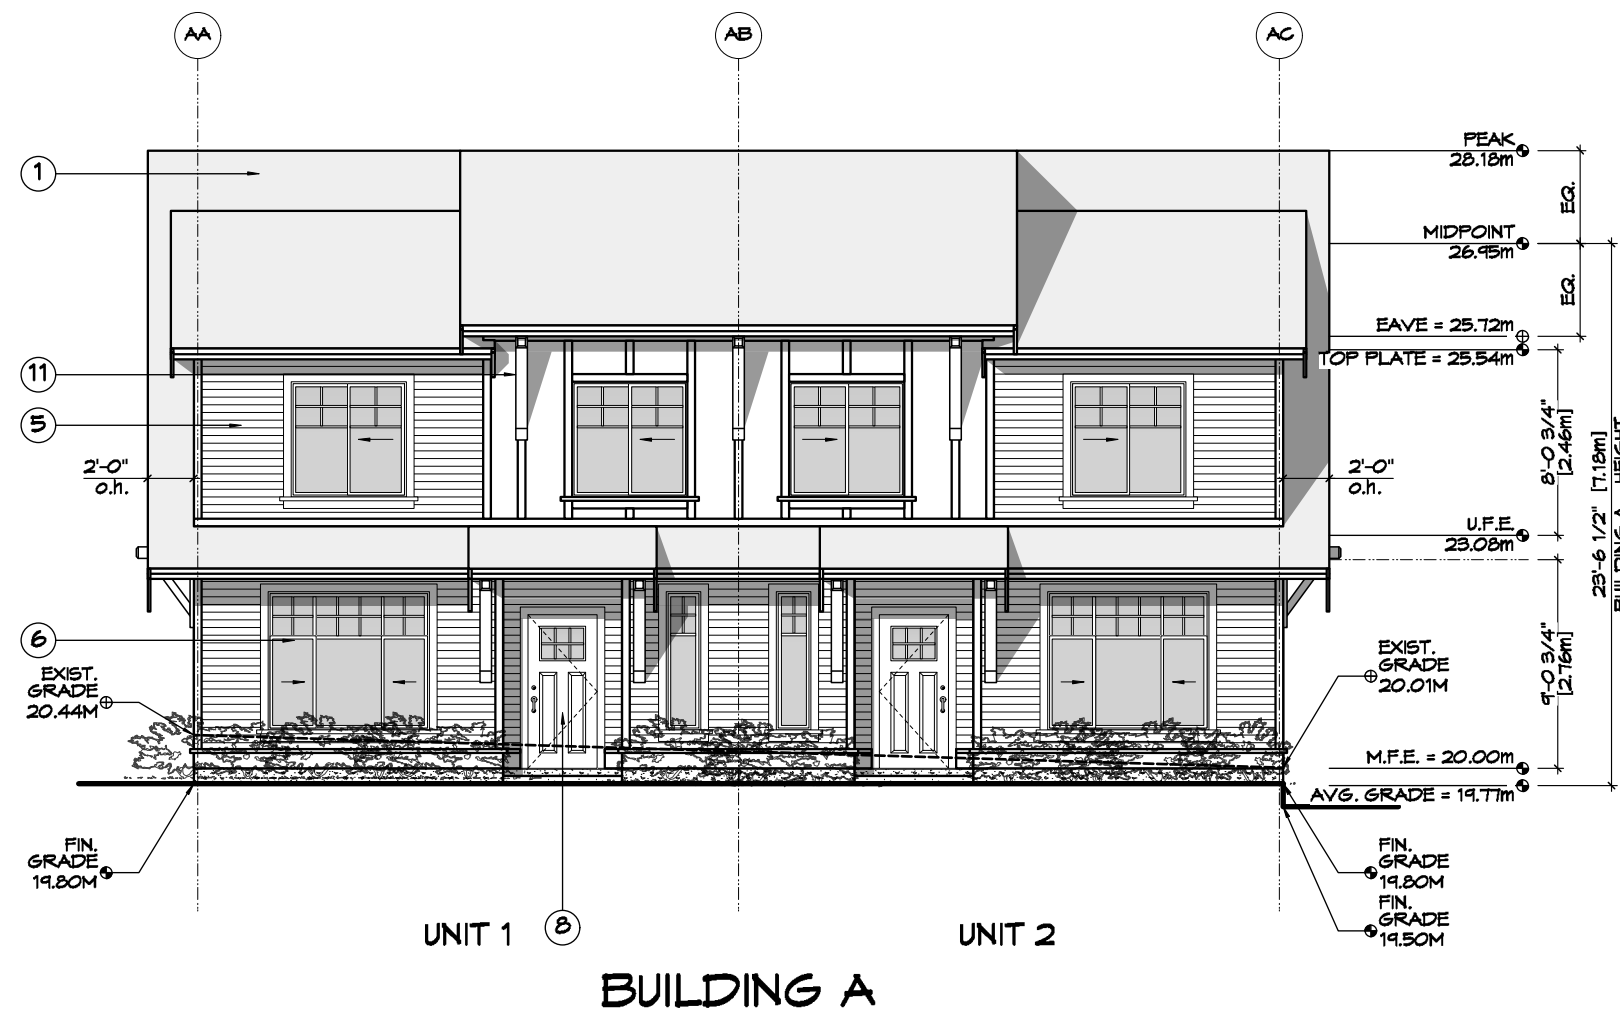 AA
AB
AC
PEAK
28.18m
1
EQ.
MIDPOINT
26.95m
EQ.
EAVE = 25.72m
TOP PLATE = 25.54m
11
5
8'-0 3/4"
[2.46m]
2'-0"
o.h.
2'-0"
o.h.
23'-6 1/2" [7.18m]
BUILDING A HEIGHT
U.F.E.
23.08m
6
9'-0 3/4"
[2.76m]
EXIST.
GRADE
20.44M
EXIST.
GRADE
20.01M
M.F.E. = 20.00m
AVG. GRADE = 19.77m
FIN.
GRADE
19.80M
FIN.
GRADE
19.80M
FIN.
GRADE
19.50M
UNIT 1
8
UNIT 2
BUILDING A